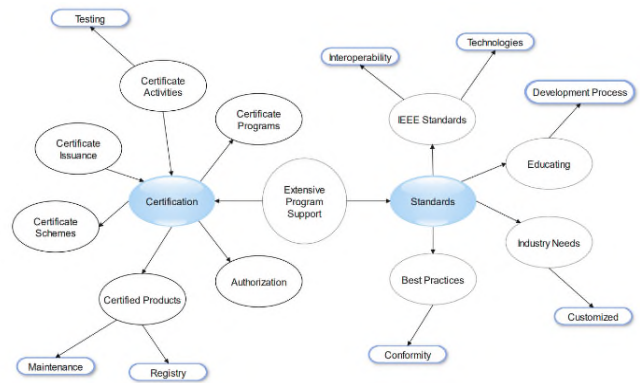 Testing
Technologies
Interoperability
Certificate
Activities
Development Process
Certificate
Programs
IEEE Standards
Certificate
Issuance
Educating
Extensive
Program
Support
Certification
Standards
Certificate
Schemes
Industry Needs
Authorization
Best Practices
Certified Products
Customized
Conformity
Maintenance
Registry